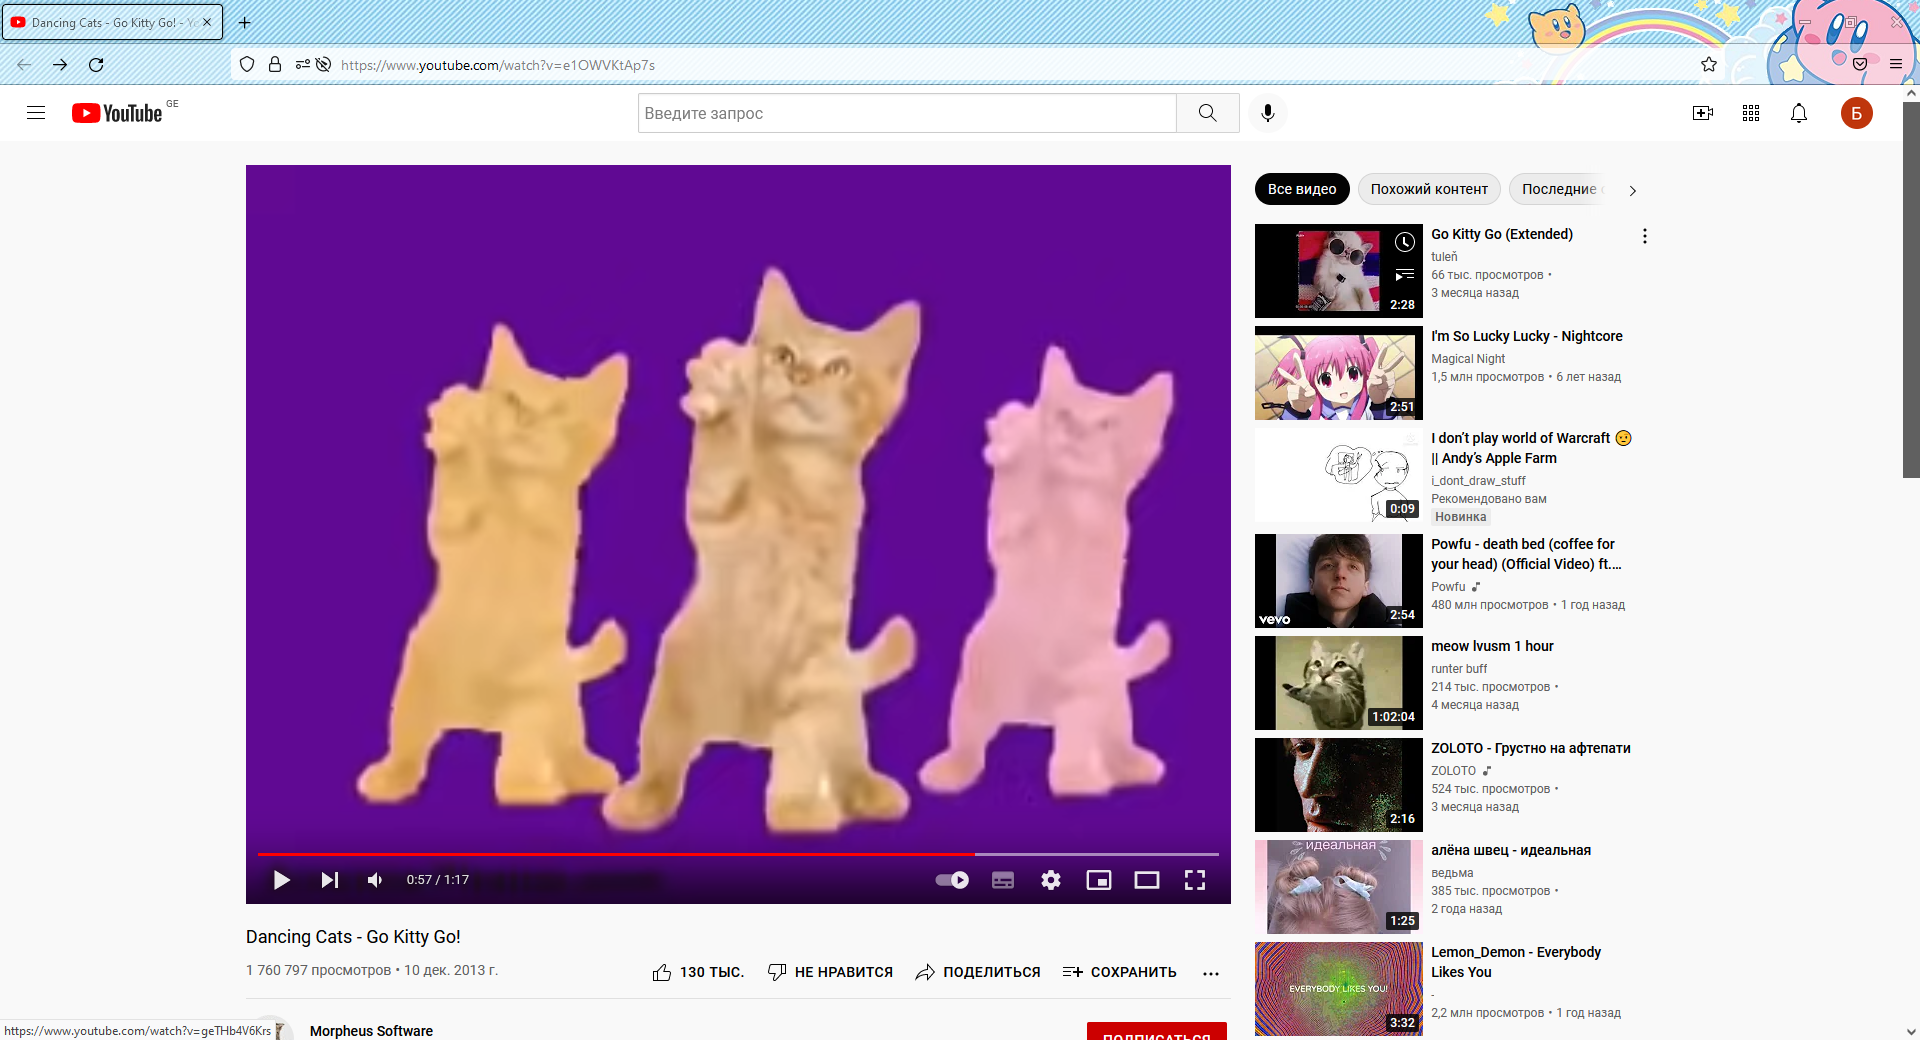 Dancing Cats - Go Kitty Go! - Yo
https://www.youtube.com/watch?v=e1OWVKtAp7s
YouTube GE
Введите запрос
Б
Все видео
Похожий контент
Последние
Go Kitty Go (Extended)
tuleň
66 тыс. просмотров •
3 месяца назад
2:28
I'm So Lucky Lucky - Nightcore
Magical Night
1,5 млн просмотров • 6 лет назад
2:51
I don’t play world of Warcraft 🤨
|| Andy’s Apple Farm
i_dont_draw_stuff
Рекомендовано вам
Новинка
0:09
Powfu - death bed (coffee for
your head) (Official Video) ft....
Powfu
480 млн просмотров • 1 год назад
vevo
2:54
meow lvusm 1 hour
runter buff
214 тыс. просмотров •
4 месяца назад
1:02:04
ZOLOTO - Грустно на афтепати
ZOLOTO
524 тыс. просмотров •
3 месяца назад
2:16
идеальная
алёна швец - идеальная
ведьма
385 тыс. просмотров •
2 года назад
1:25
Lemon_Demon - Everybody
Likes You
-
2,2 млн просмотров • 1 год назад
EVERYBODY LIKES YOU!
3:32
0:57 / 1:17
Dancing Cats - Go Kitty Go!
1 760 797 просмотров • 10 дек. 2013 г.
130 ТЫС.
НЕ НРАВИТСЯ
ПОДЕЛИТЬСЯ
СОХРАНИТЬ
Morpheus Software
ПОДПИСАТЬСЯ
https://www.youtube.com/watch?v=geTHb4V6Krs